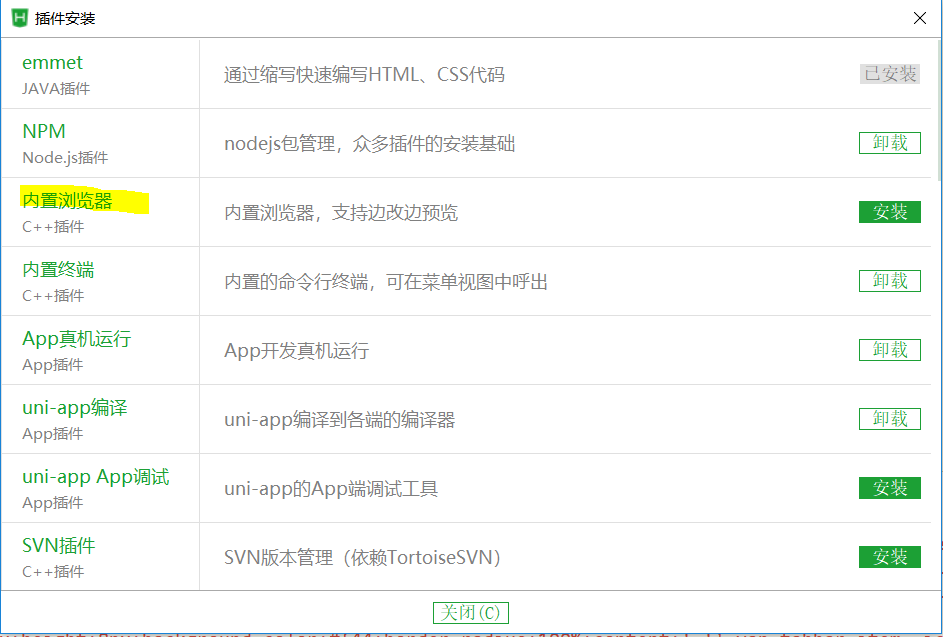 插件安装
emmet
JAVA插件
通过缩写快速编写HTML、CSS代码
已安装
NPM
Node.js插件
nodejs包管理，众多插件的安装基础
卸载
内置浏览器
C++插件
内置浏览器，支持边改边预览
安装
内置终端
C++插件
内置的命令行终端，可在菜单视图中呼出
卸载
App真机运行
App插件
App开发真机运行
卸载
uni-app编译
App插件
uni-app编译到各端的编译器
卸载
uni-app App调试
App插件
uni-app的App端调试工具
安装
SVN插件
C++插件
SVN版本管理（依赖TortoiseSVN）
安装
关闭(C)